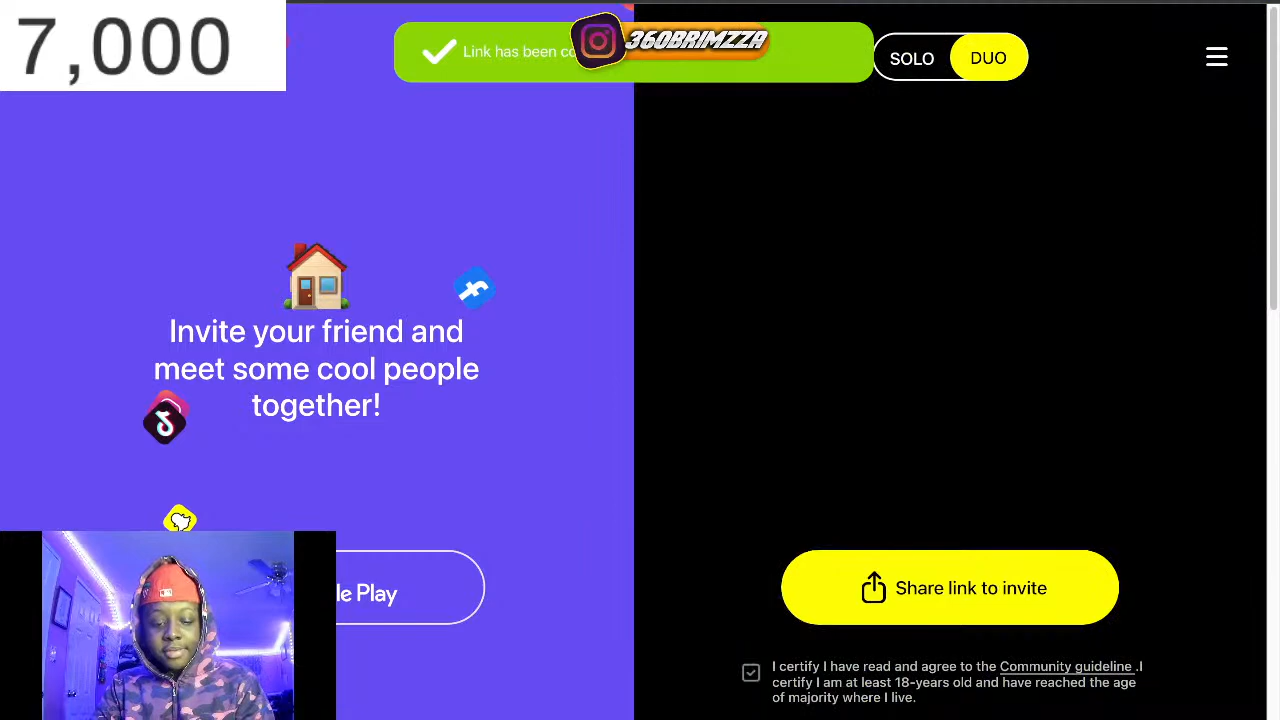 7,000
Link has been co
360BRIMZZA
SOLO
DUO
Invite your friend and
meet some cool people
together!
le Play
Share link to invite
I certify I have read and agree to the Community guideline .I
certify I am at least 18-years old and have reached the age
of majority where I live.